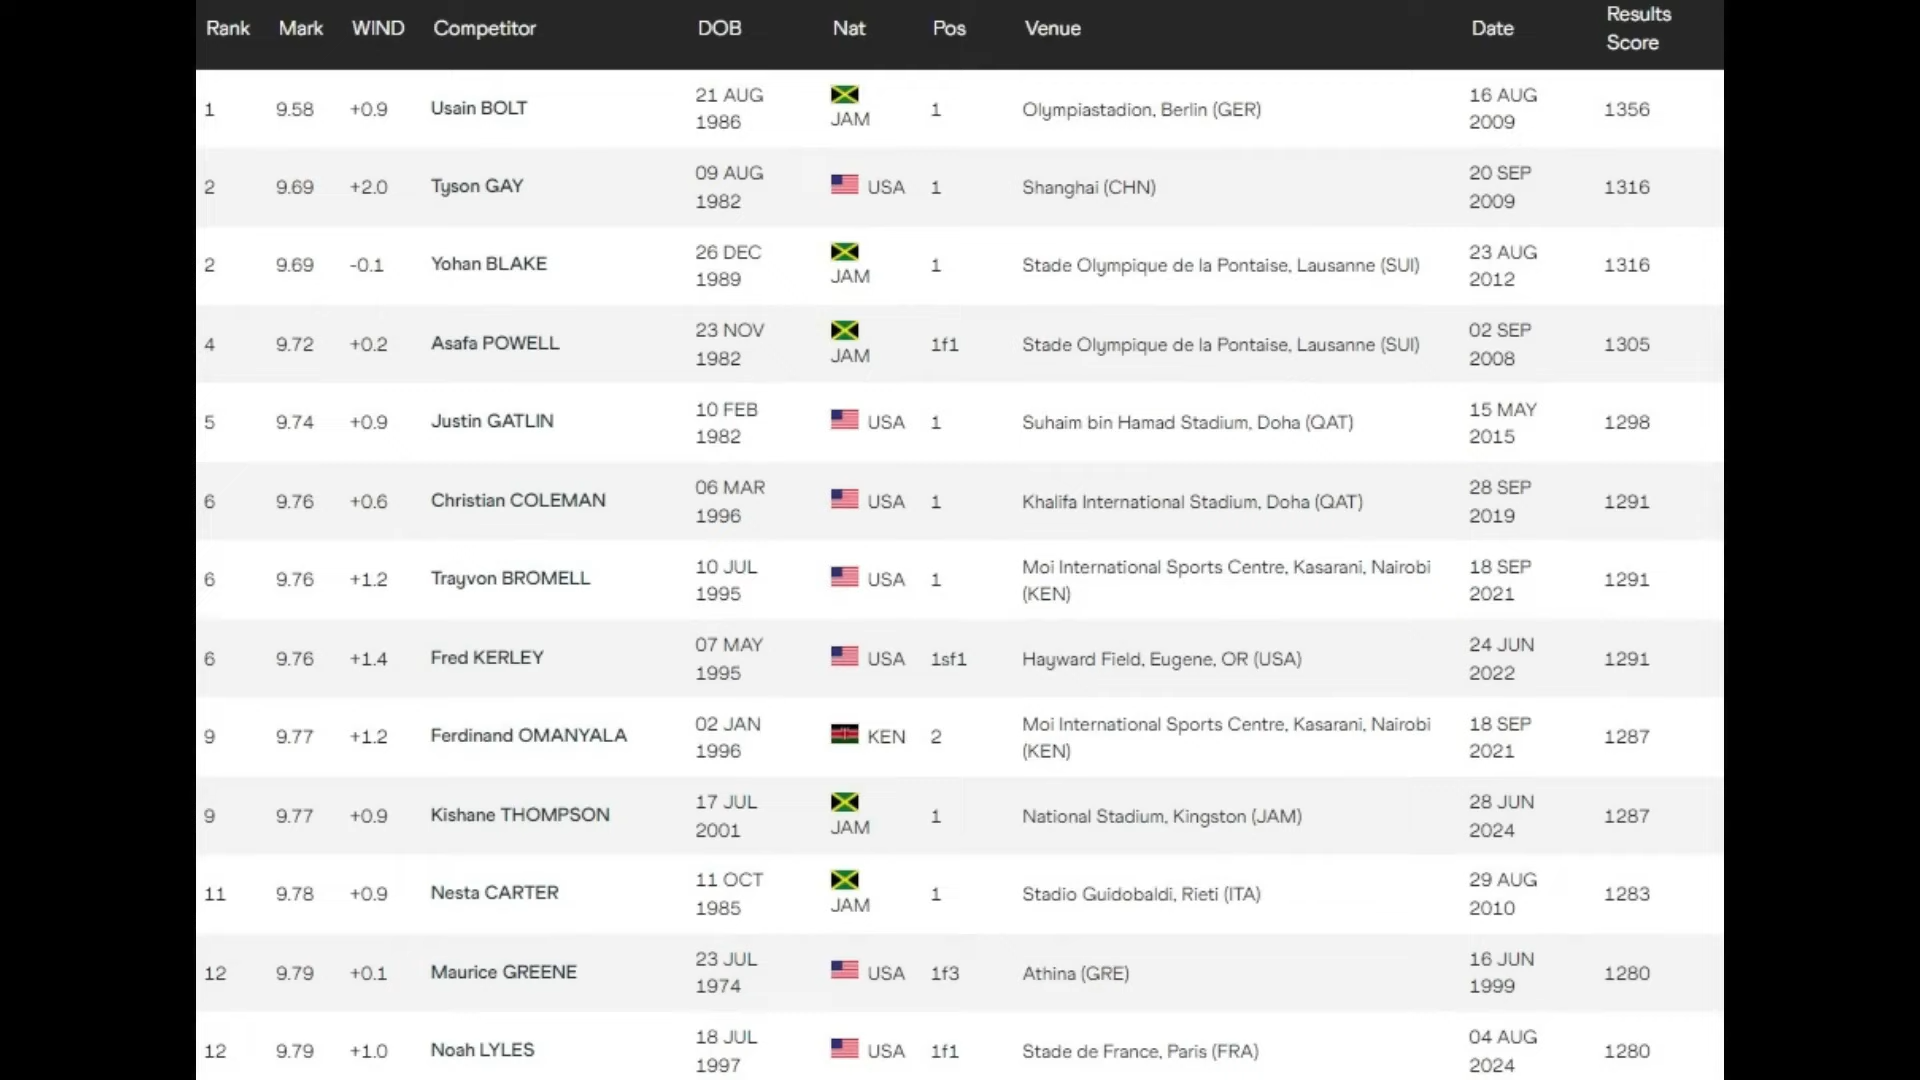 Rank Mark WIND Competitor DOB Nat Pos Venue Date Results Score
1 9.58 +0.9 Usain BOLT 21 AUG 1986 JAM 1 Olympiastadion, Berlin (GER) 16 AUG 2009 1356
2 9.69 +2.0 Tyson GAY 09 AUG 1982 USA 1 Shanghai (CHN) 20 SEP 2009 1316
2 9.69 -0.1 Yohan BLAKE 26 DEC 1989 JAM 1 Stade Olympique de la Pontaise, Lausanne (SUI) 23 AUG 2012 1316
4 9.72 +0.2 Asafa POWELL 23 NOV 1982 JAM 1f1 Stade Olympique de la Pontaise, Lausanne (SUI) 02 SEP 2008 1305
5 9.74 +0.9 Justin GATLIN 10 FEB 1982 USA 1 Suhaim bin Hamad Stadium, Doha (QAT) 15 MAY 2015 1298
6 9.76 +0.6 Christian COLEMAN 06 MAR 1996 USA 1 Khalifa International Stadium, Doha (QAT) 28 SEP 2019 1291
6 9.76 +1.2 Trayvon BROMELL 10 JUL 1995 USA 1 Moi International Sports Centre, Kasarani, Nairobi (KEN) 18 SEP 2021 1291
6 9.76 +1.4 Fred KERLEY 07 MAY 1995 USA 1sf1 Hayward Field, Eugene, OR (USA) 24 JUN 2022 1291
9 9.77 +1.2 Ferdinand OMANYALA 02 JAN 1996 KEN 2 Moi International Sports Centre, Kasarani, Nairobi (KEN) 18 SEP 2021 1287
9 9.77 +0.9 Kishane THOMPSON 17 JUL 2001 JAM 1 National Stadium, Kingston (JAM) 28 JUN 2024 1287
11 9.78 +0.9 Nesta CARTER 11 OCT 1985 JAM 1 Stadio Guidobaldi, Rieti (ITA) 29 AUG 2010 1283
12 9.79 +0.1 Maurice GREENE 23 JUL 1974 USA 1f3 Athina (GRE) 16 JUN 1999 1280
12 9.79 +1.0 Noah LYLES 18 JUL 1997 USA 1f1 Stade de France, Paris (FRA) 04 AUG 2024 1280